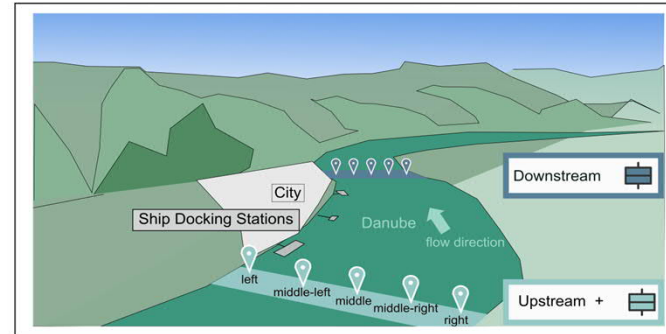 Downstream
City
Ship Docking Stations
Danube
flow direction
left
middle-left
middle
middle-right
right
Upstream +